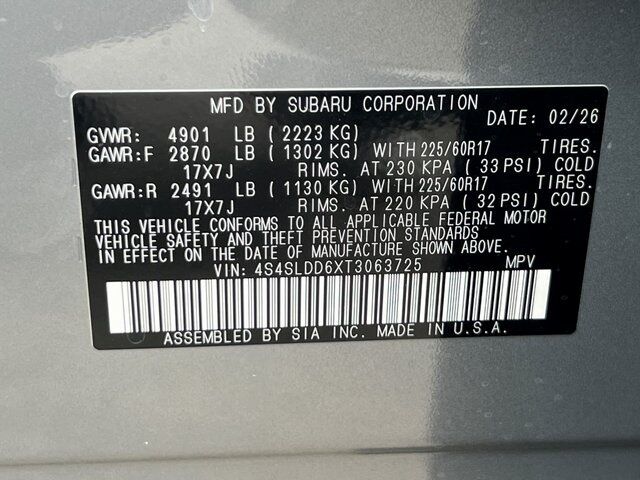 MFD BY SUBARU CORPORATION DATE: 02/26
GVWR: 4901 LB (2223 KG)
GAWR:F 2870 LB (1302 KG) WITH 225/60R17 TIRES.
17X7J RIMS. AT 230 KPA (33 PSI) COLD
GAWR:R 2491 LB (1130 KG) WITH 225/60R17 TIRES.
17X7J RIMS. AT 220 KPA (32 PSI) COLD
THIS VEHICLE CONFORMS TO ALL APPLICABLE FEDERAL MOTOR
VEHICLE SAFETY AND THEFT PREVENTION STANDARDS
IN EFFECT ON THE DATE OF MANUFACTURE SHOWN ABOVE.
VIN: 4S4SLDD6XT3063725 MPV
ASSEMBLED BY SIA INC. MADE IN U.S.A.